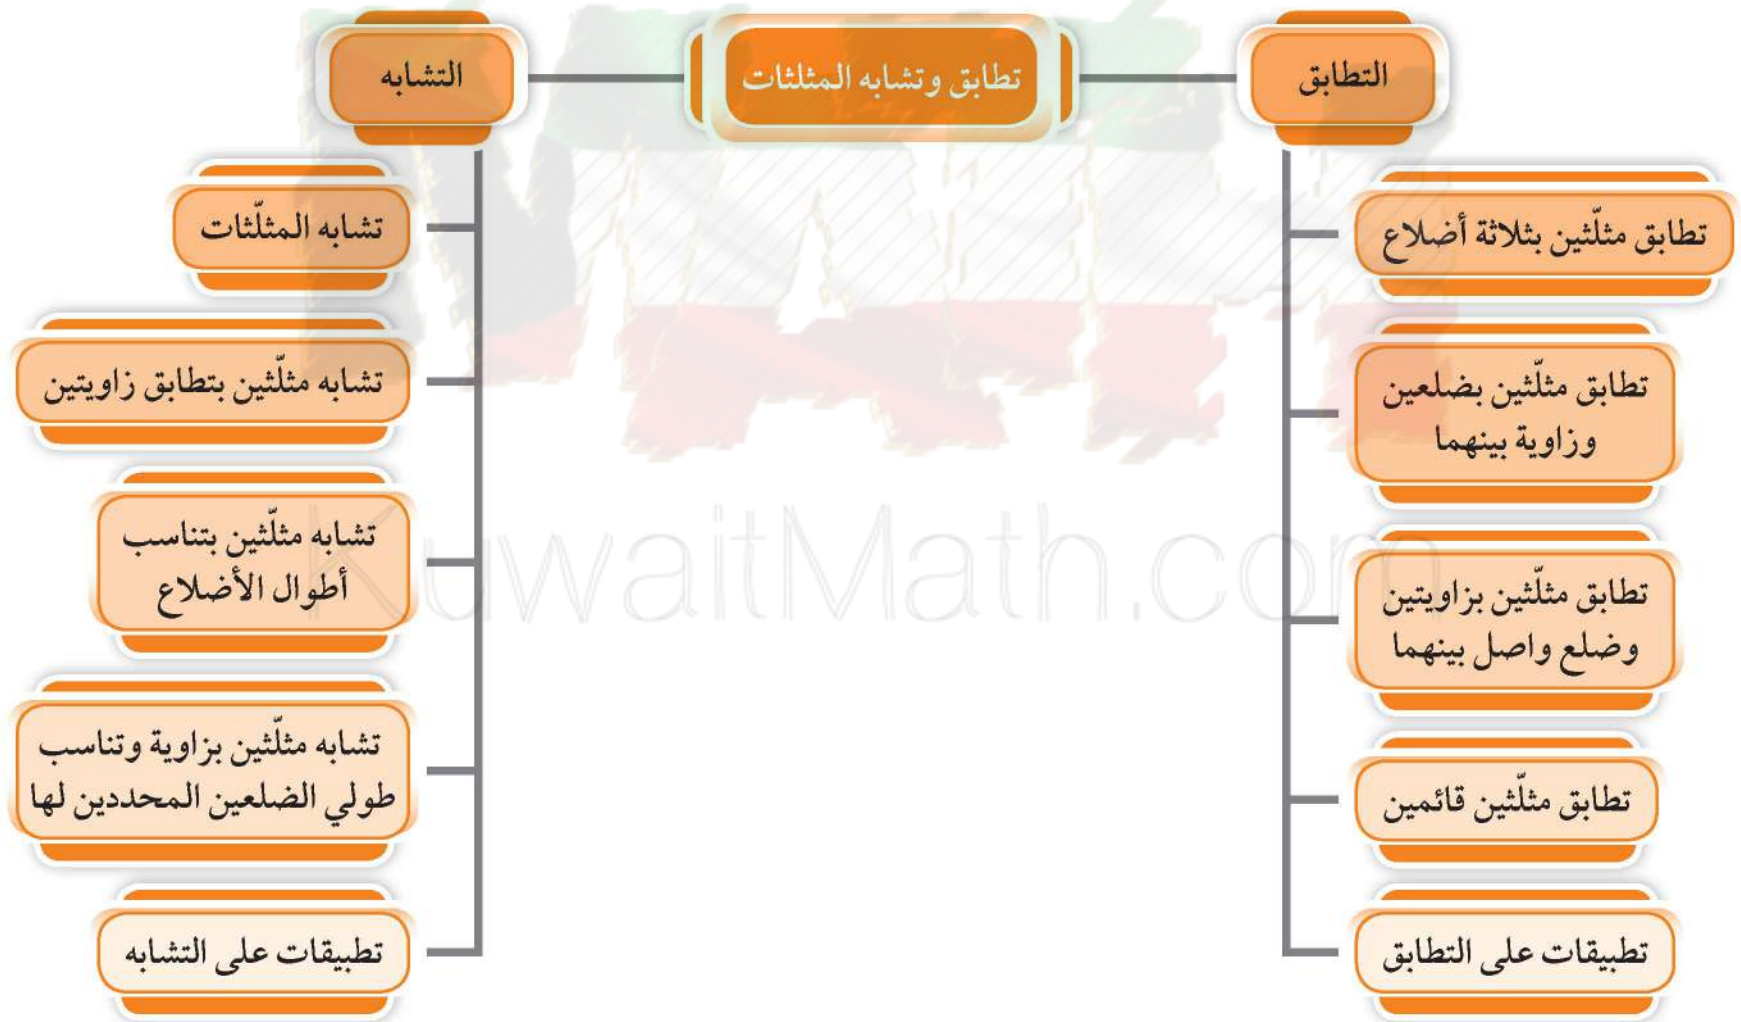 تطابق وتشابه المثلثات
التطابق
تطابق مثلّثين بثلاثة أضلاع
تطابق مثلّثين بضلعين
وزاوية بينهما
تطابق مثلّثين بزاويتين
وضلع واصل بينهما
تطابق مثلّثين قائمين
تطبيقات على التطابق
التشابه
تشابه المثلّثات
تشابه مثلّثين بتطابق زاويتين
تشابه مثلّثين بتناسب
أطوال الأضلاع
تشابه مثلّثين بزاوية وتناسب
طولي الضلعين المحددين لها
تطبيقات على التشابه
KuwaitMath.com